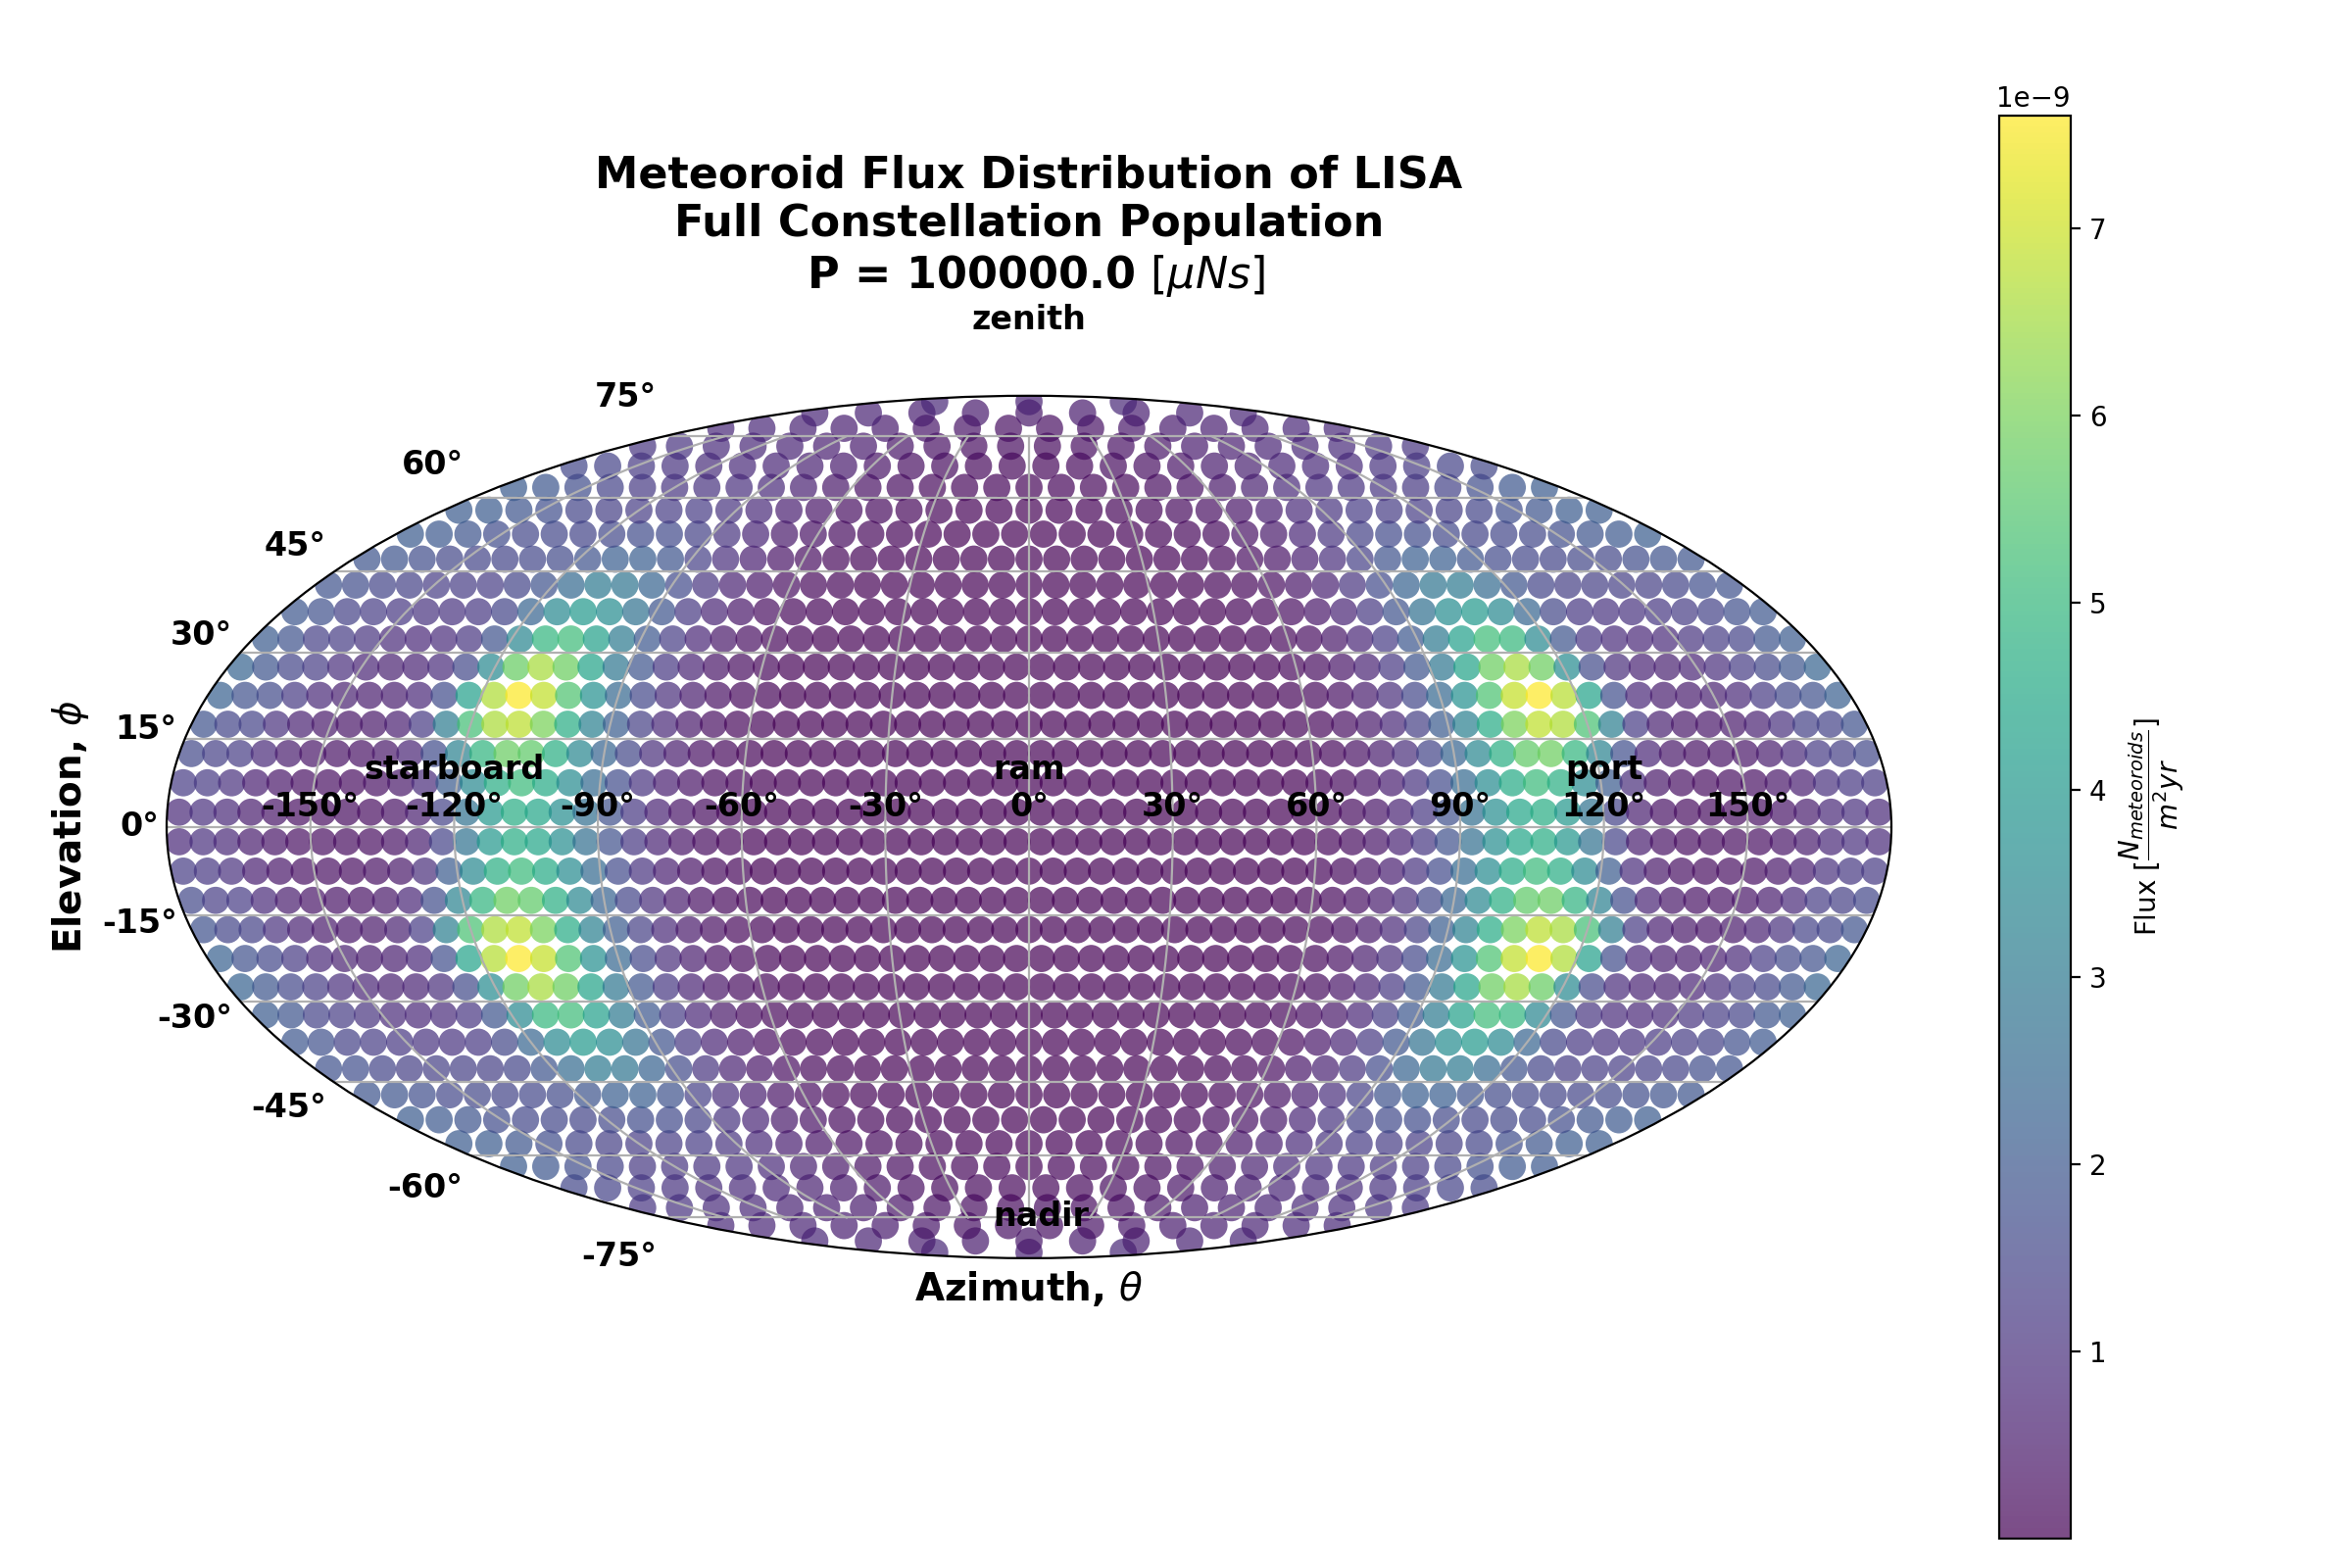 1e−9
Meteoroid Flux Distribution of LISA
Full Constellation Population
P = 100000.0 [μNs]
zenith
75°
60°
45°
30°
15°
0°
-15°
-30°
-45°
-60°
-75°
Elevation, ϕ
starboard ram port
-150° -120° -90° -60° -30° 0° 30° 60° 90° 120° 150°
nadir
Azimuth, θ
7
6
5
4
3
2
1
Flux [N_meteoroids / m² yr]